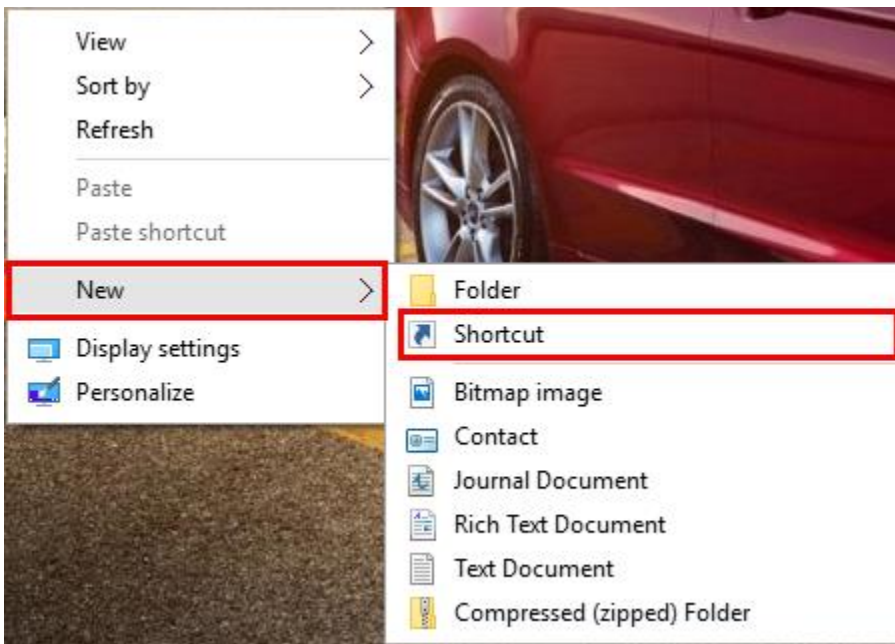 View
Sort by
Refresh
Paste
Paste shortcut
New
Display settings
Personalize
Folder
Shortcut
Bitmap image
Contact
Journal Document
Rich Text Document
Text Document
Compressed (zipped) Folder